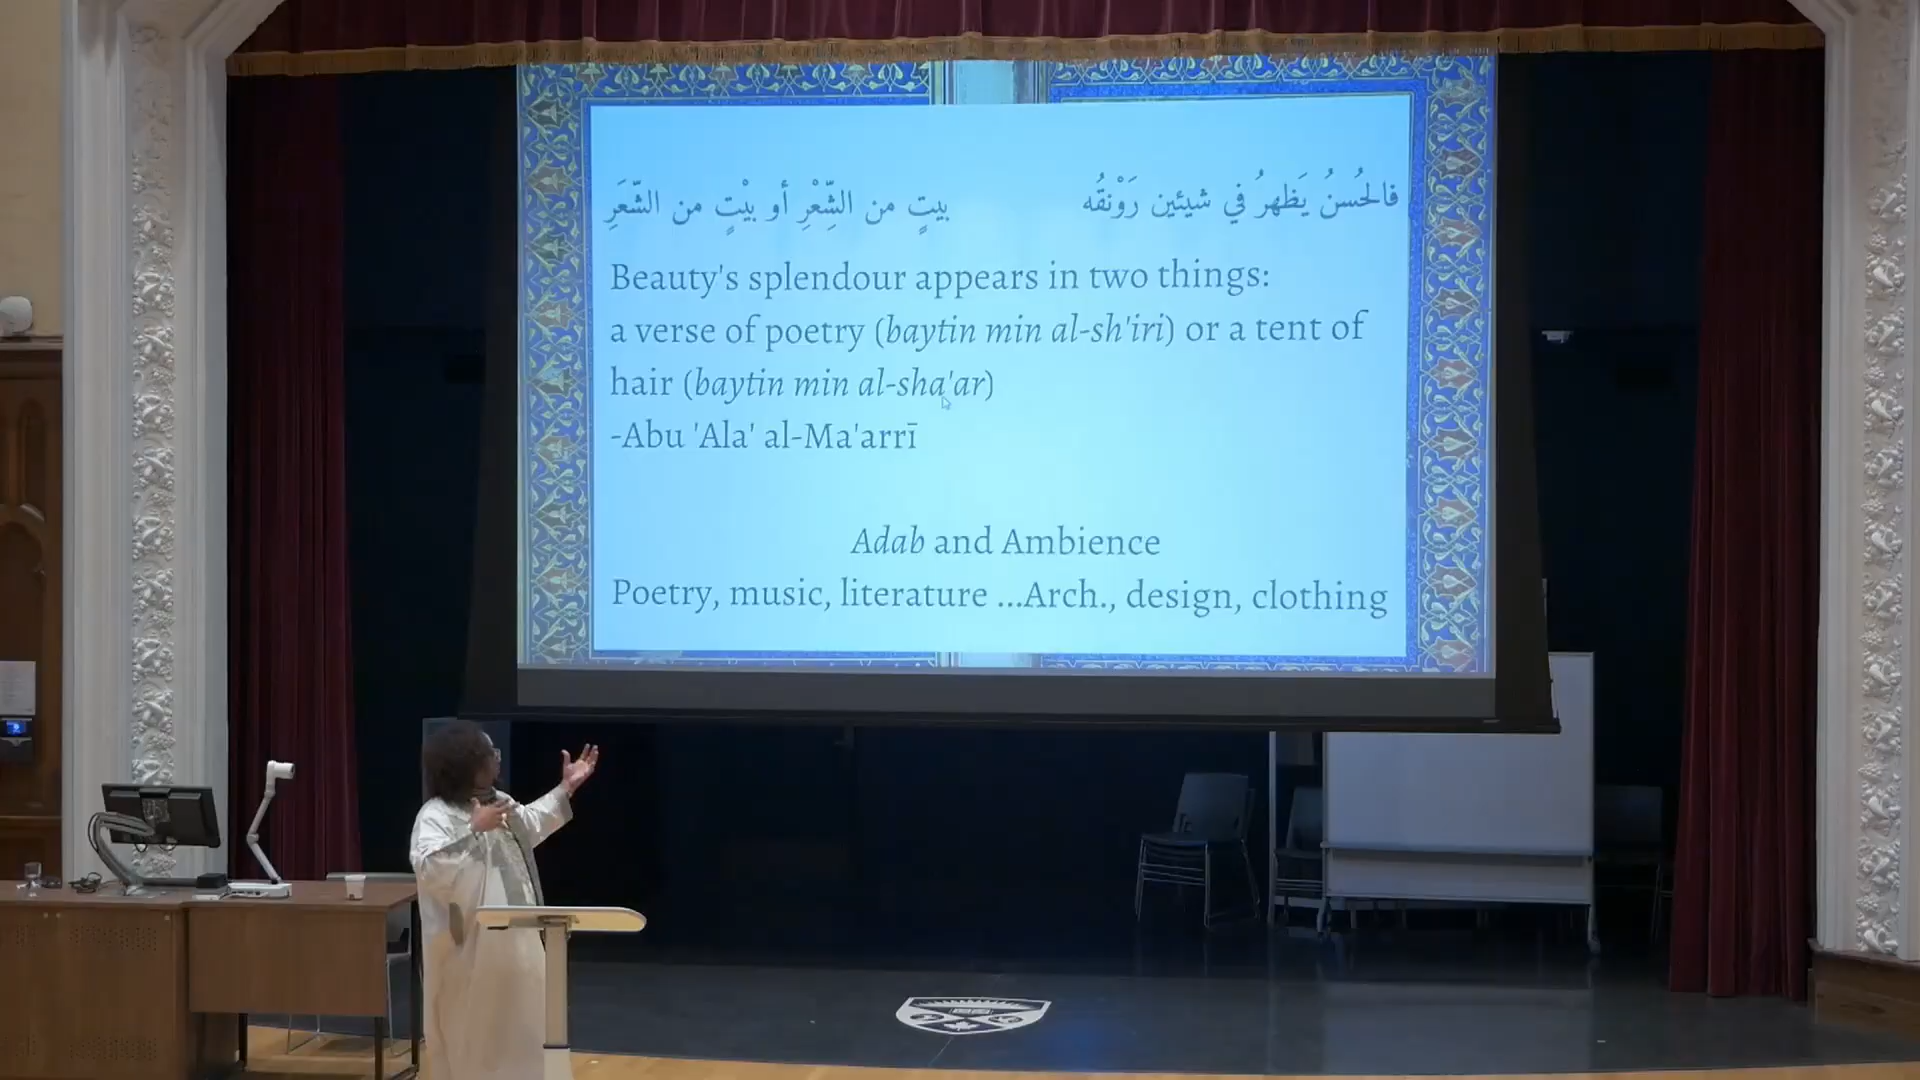 فالحُسنُ يَظهرُ في شيئين رَوْنقُه بيتٍ من الشِّعْرِ أو بيْتٍ من الشّعَرِ
Beauty's splendour appears in two things:
a verse of poetry (baytin min al-sh'iri) or a tent of
hair (baytin min al-sha'ar)
-Abu 'Ala' al-Ma'arrī
Adab and Ambience
Poetry, music, literature ...Arch., design, clothing